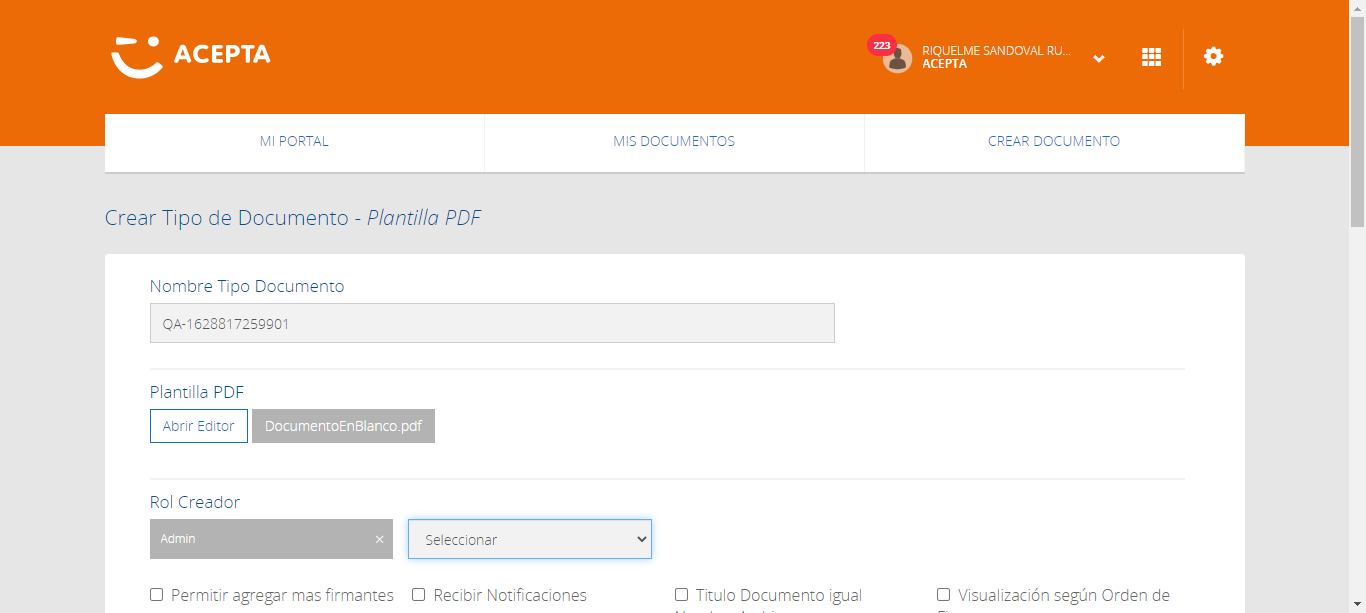 ACEPTA
223
RIQUELME SANDOVAL RU...
ACEPTA
MI PORTAL
MIS DOCUMENTOS
CREAR DOCUMENTO
Crear Tipo de Documento - Plantilla PDF
Nombre Tipo Documento
QA-1628817259901
Plantilla PDF
Abrir Editor
DocumentoEnBlanco.pdf
Rol Creador
Admin ×
Seleccionar
Permitir agregar mas firmantes
Recibir Notificaciones
Titulo Documento igual
Visualización según Orden de